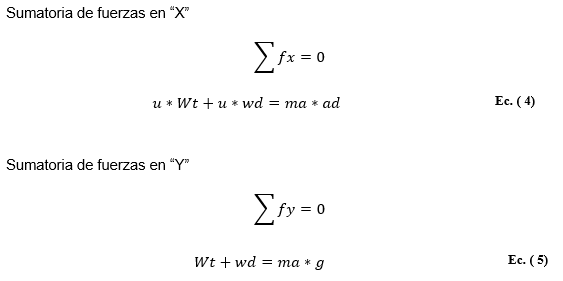 Sumatoria de fuerzas en “X”
∑ fx = 0
u * Wt + u * wd = ma * ad Ec. ( 4)
Sumatoria de fuerzas en “Y”
∑ fy = 0
Wt + wd = ma * g Ec. ( 5)